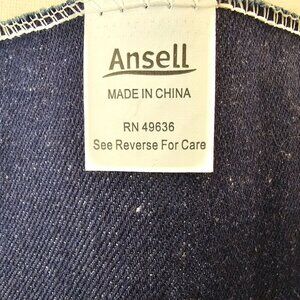 Ansell
MADE IN CHINA
RN 49636
See Reverse For Care